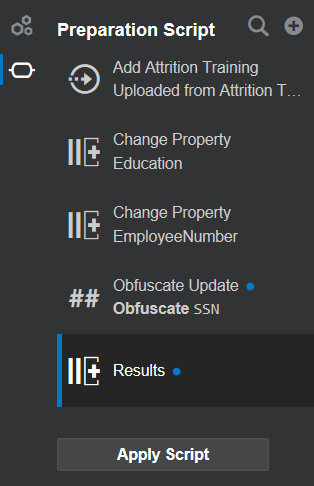 Preparation Script
Add Attrition Training
Uploaded from Attrition T...
Change Property
Education
Change Property
EmployeeNumber
## Obfuscate Update
Obfuscate SSN
Results
Apply Script